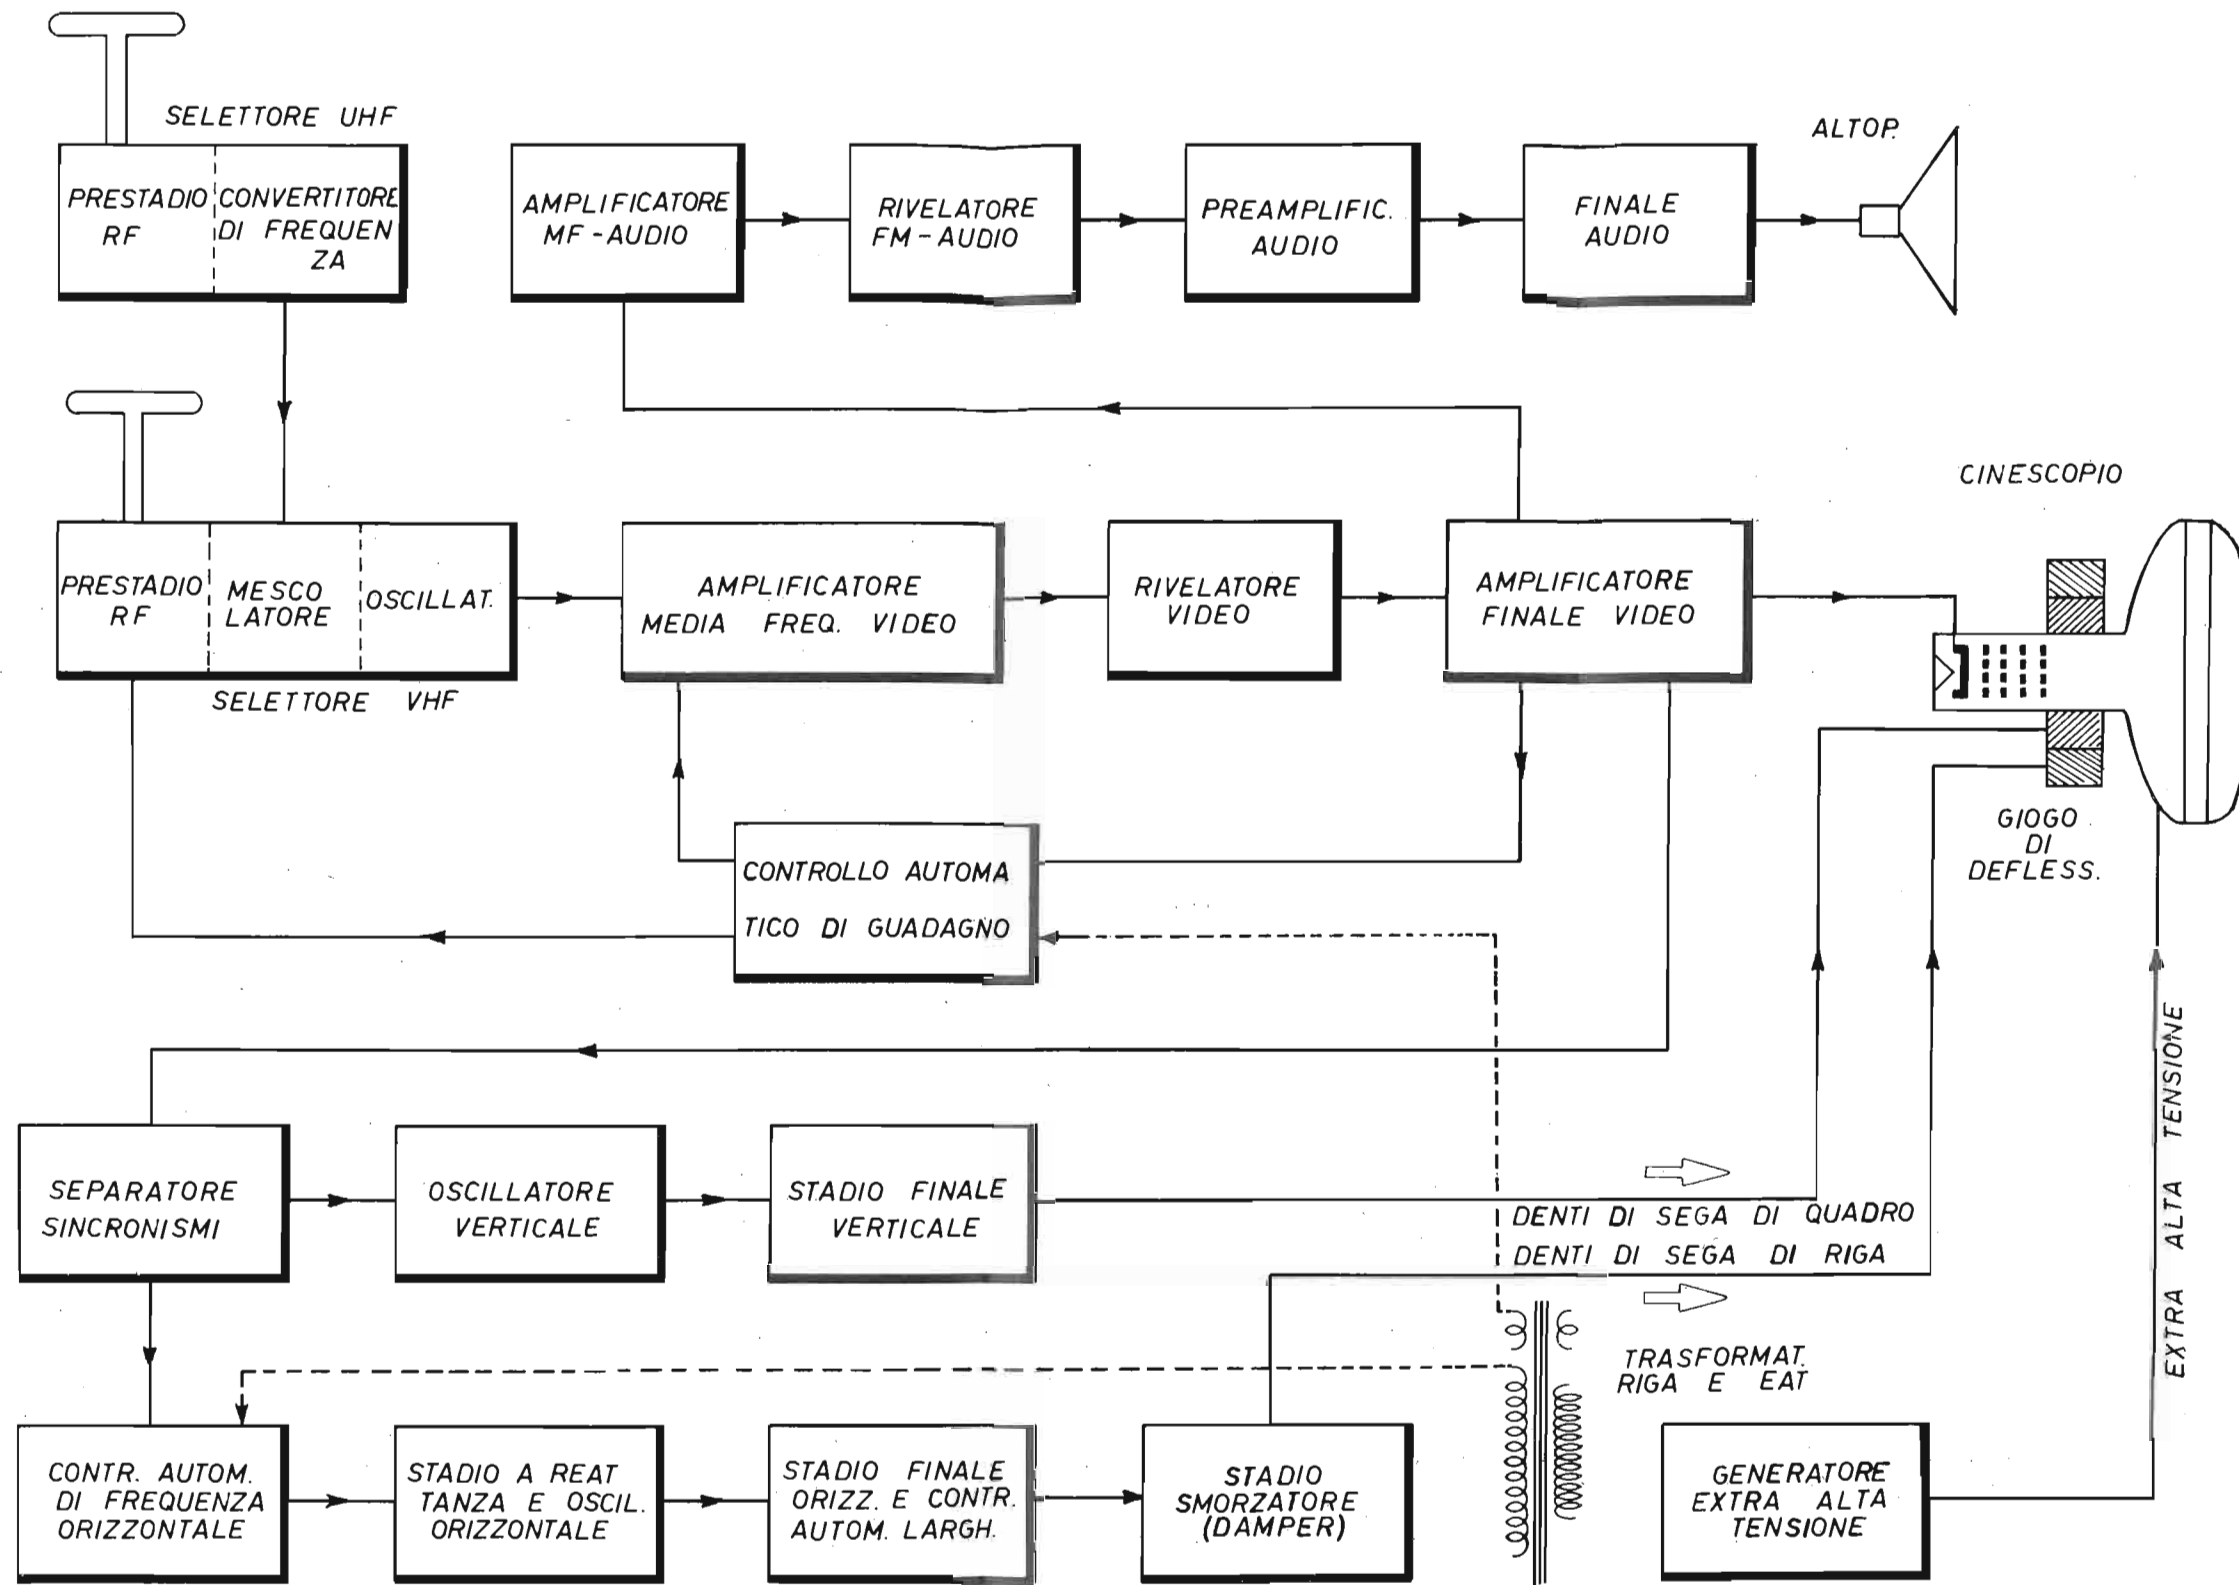 SELETTORE UHF
PRESTADIO
RF
CONVERTITORE
DI FREQUEN
ZA
AMPLIFICATORE
MF-AUDIO
RIVELATORE
FM-AUDIO
PREAMPLIFIC.
AUDIO
FINALE
AUDIO
ALTOP.
PRESTADIO
RF
MESCO
LATORE
OSCILLAT.
SELETTORE VHF
AMPLIFICATORE
MEDIA FREQ. VIDEO
RIVELATORE
VIDEO
AMPLIFICATORE
FINALE VIDEO
CINESCOPIO
GIOGO
DI
DEFLESS.
CONTROLLO AUTOMA
TICO DI GUADAGNO
SEPARATORE
SINCRONISMI
OSCILLATORE
VERTICALE
STADIO FINALE
VERTICALE
DENTI DI SEGA DI QUADRO
DENTI DI SEGA DI RIGA
EXTRA ALTA TENSIONE
TRASFORMAT.
RIGA E EAT
CONTR. AUTOM.
DI FREQUENZA
ORIZZONTALE
STADIO A REAT
TANZA E OSCIL.
ORIZZONTALE
STADIO FINALE
ORIZZ. E CONTR.
AUTOM. LARGH.
STADIO
SMORZATORE
(DAMPER)
GENERATORE
EXTRA ALTA
TENSIONE